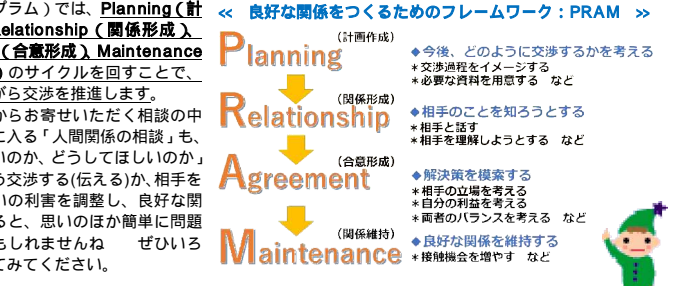 プラム）では、Planning（計
Relationship（関係形成）、
（合意形成）、Maintenance
のサイクルを回すことで、
がら交渉を推進します。
からお寄せいただく相談の中
に入る「人間関係の相談」も、
いのか、どうしてほしいのか」
う交渉する(伝える)か、相手を
いの利害を調整し、良好な関
ると、思いのほか簡単に問題
もしれませんね　ぜひいろ
てみてください。
≪　良好な関係をつくるためのフレームワーク：PRAM　≫
Planning（計画作成）
◆今後、どのように交渉するかを考える
＊交渉過程をイメージする
＊必要な資料を用意する　など
Relationship（関係形成）
◆相手のことを知ろうとする
＊相手と話す
＊相手を理解しようとする　など
Agreement（合意形成）
◆解決策を模索する
＊相手の立場を考える
＊自分の利益を考える
＊両者のバランスを考える　など
Maintenance（関係維持）
◆良好な関係を維持する
＊接触機会を増やす　など